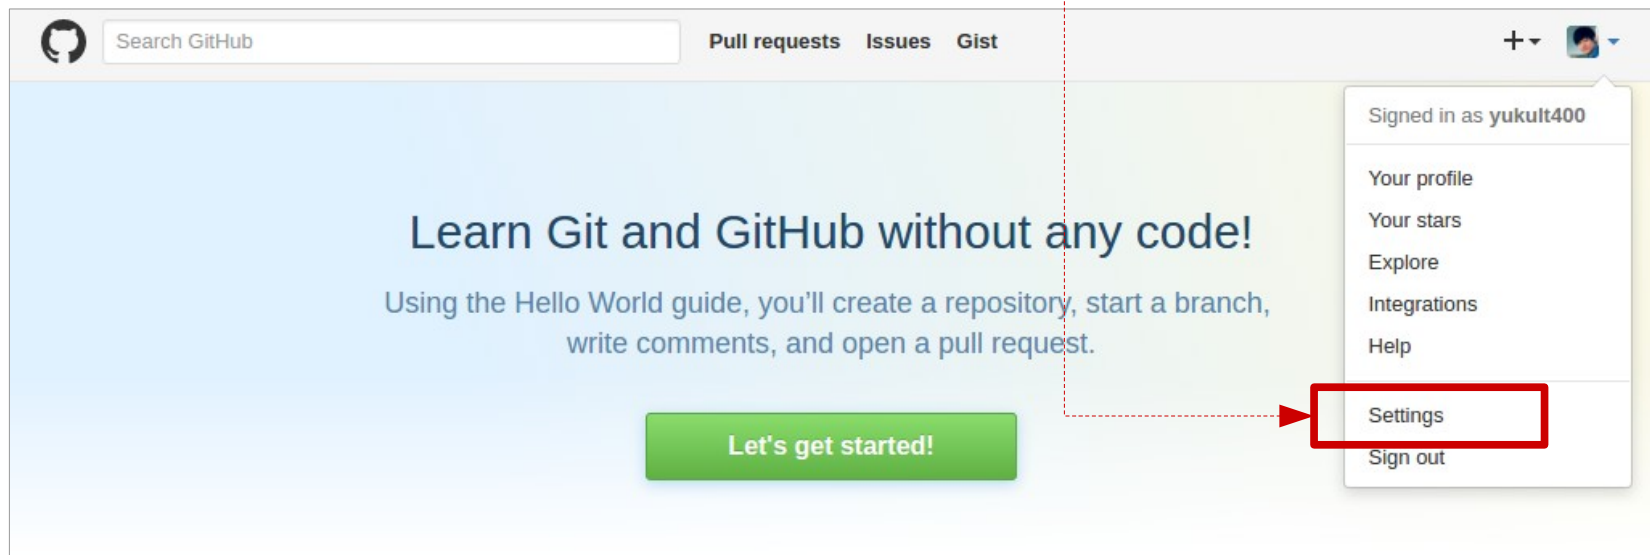 Search GitHub
Pull requests Issues Gist
Signed in as yukult400
Your profile
Your stars
Explore
Integrations
Help
Settings
Sign out
Learn Git and GitHub without any code!
Using the Hello World guide, you’ll create a repository, start a branch,
write comments, and open a pull request.
Let's get started!